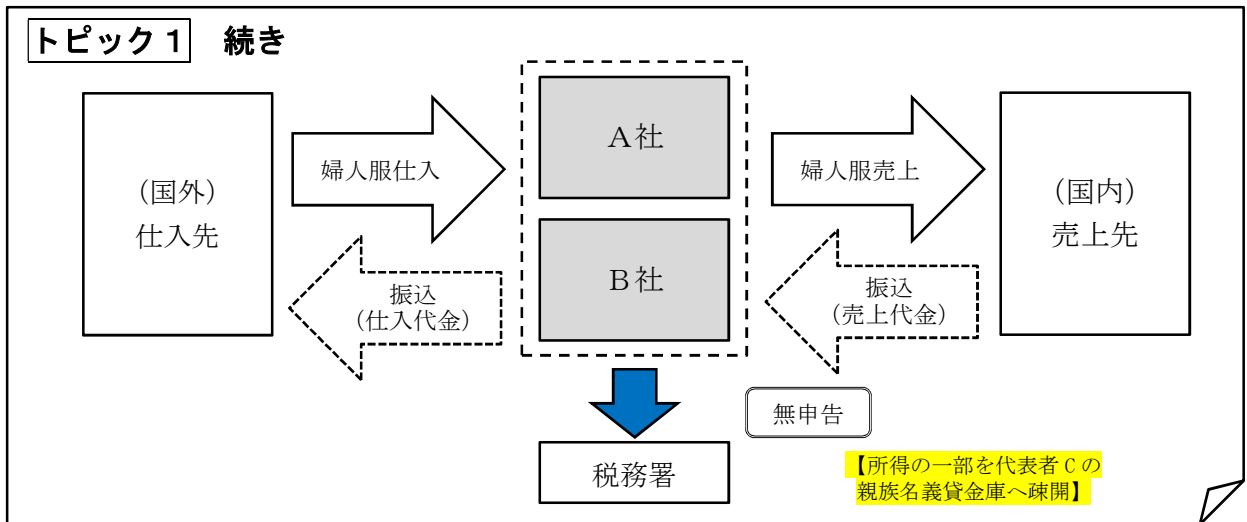 トピック1 続き
(国外)
仕入先
婦人服仕入
振込
(仕入代金)
A社
B社
婦人服売上
振込
(売上代金)
(国内)
売上先
無申告
税務署
【所得の一部を代表者Cの
親族名義貸金庫へ疎開】